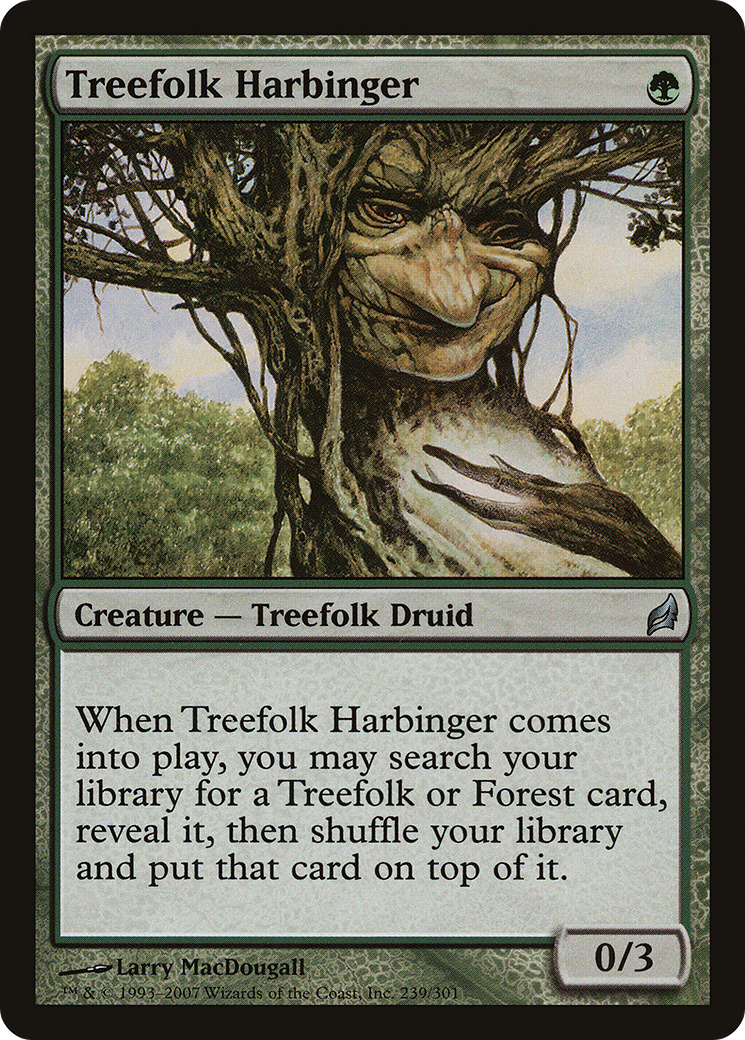 Treefolk Harbinger
Creature — Treefolk Druid
When Treefolk Harbinger comes
into play, you may search your
library for a Treefolk or Forest card,
reveal it, then shuffle your library
and put that card on top of it.
0/3
Larry MacDougall
™ & © 1993–2007 Wizards of the Coast, Inc. 239/301